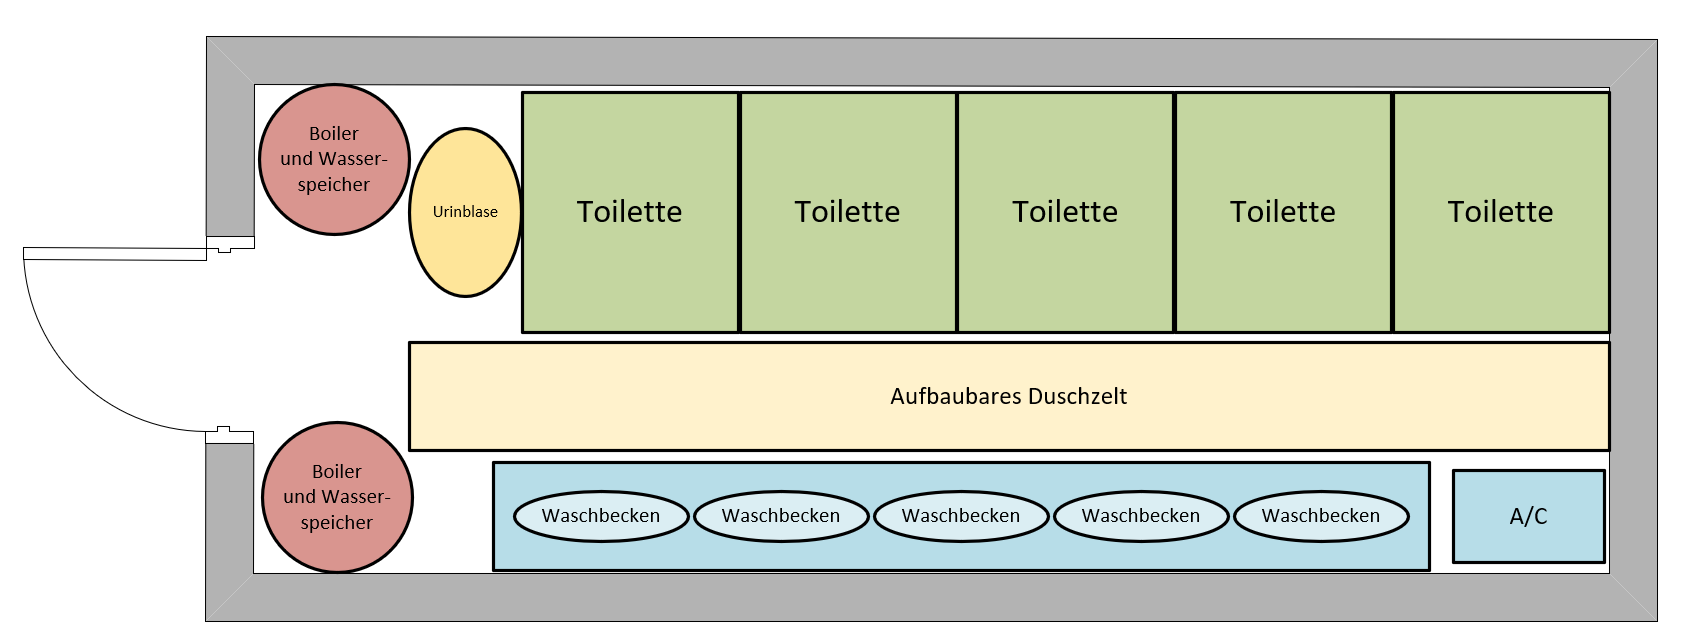 Boiler
und Wasser-
speicher
Urinblase
Toilette
Toilette
Toilette
Toilette
Toilette
Aufbaubares Duschzelt
Boiler
und Wasser-
speicher
Waschbecken
Waschbecken
Waschbecken
Waschbecken
Waschbecken
A/C